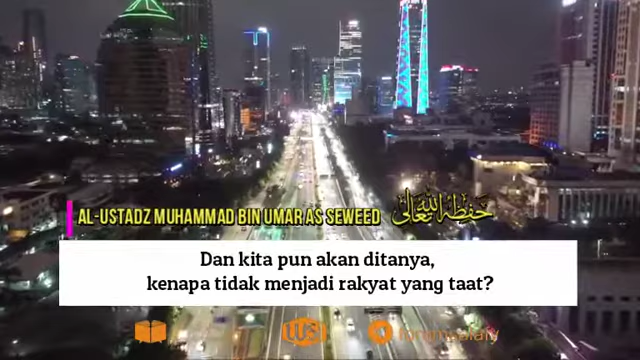 AL-USTADZ MUHAMMAD BIN UMAR AS SEWEED حفظه الله تعالى
Dan kita pun akan ditanya,
kenapa tidak menjadi rakyat yang taat?